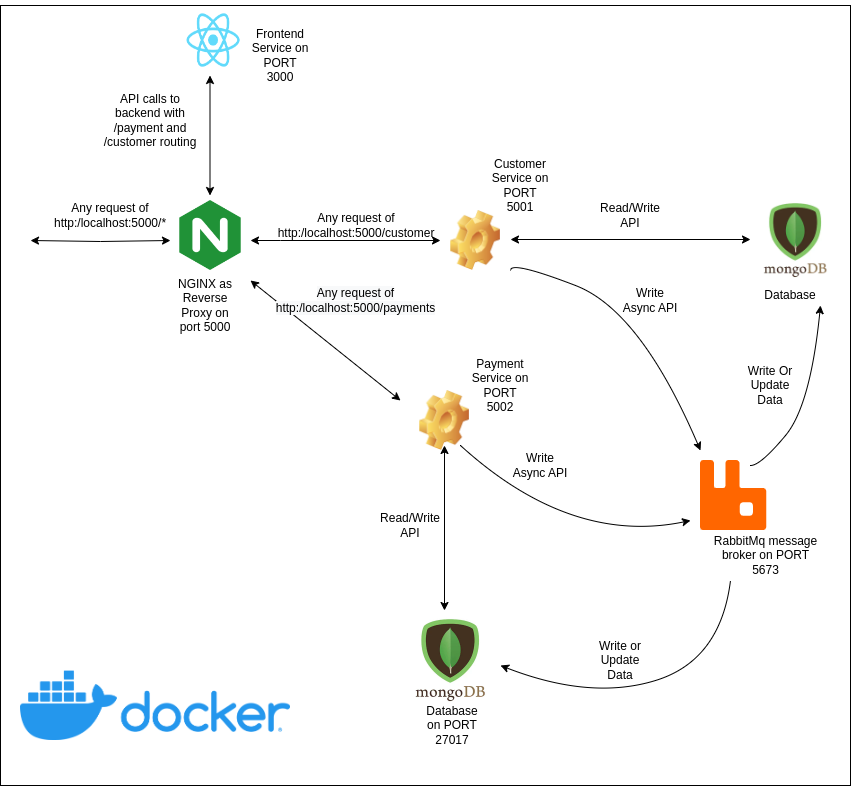 Frontend
Service on
PORT
3000
API calls to
backend with
/payment and
/customer routing
Any request of
http:/localhost:5000/*
NGINX as
Reverse
Proxy on
port 5000
Any request of
http:/localhost:5000/customer
Any request of
http:/localhost:5000/payments
Customer
Service on
PORT
5001
Read/Write
API
mongoDB
Database
Write
Async API
Write Or
Update
Data
Payment
Service on
PORT
5002
Write
Async API
Read/Write
API
RabbitMq message
broker on PORT
5673
Write or
Update
Data
mongoDB
Database
on PORT
27017
docker